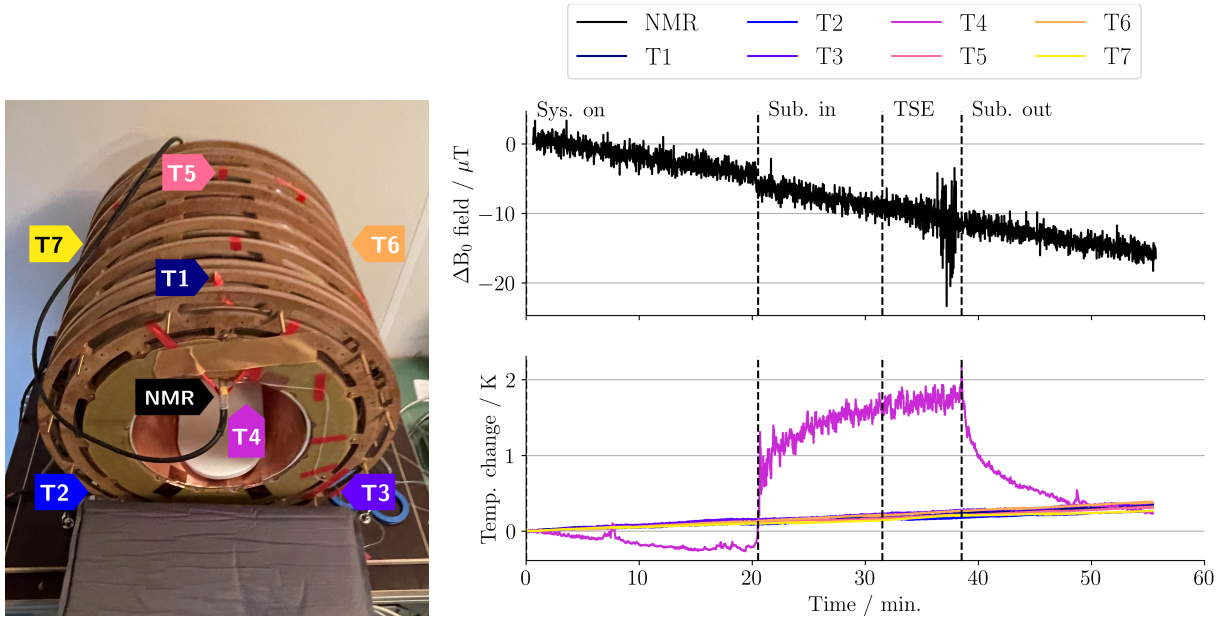 NMR T2 T4 T6
T1 T3 T5 T7
T5
T7
T6
T1
NMR
T4
T2
T3
Sys. on Sub. in TSE Sub. out
ΔB₀ field / μT
0
−10
−20
Temp. change / K
2
1
0
0 10 20 30 40 50 60
Time / min.